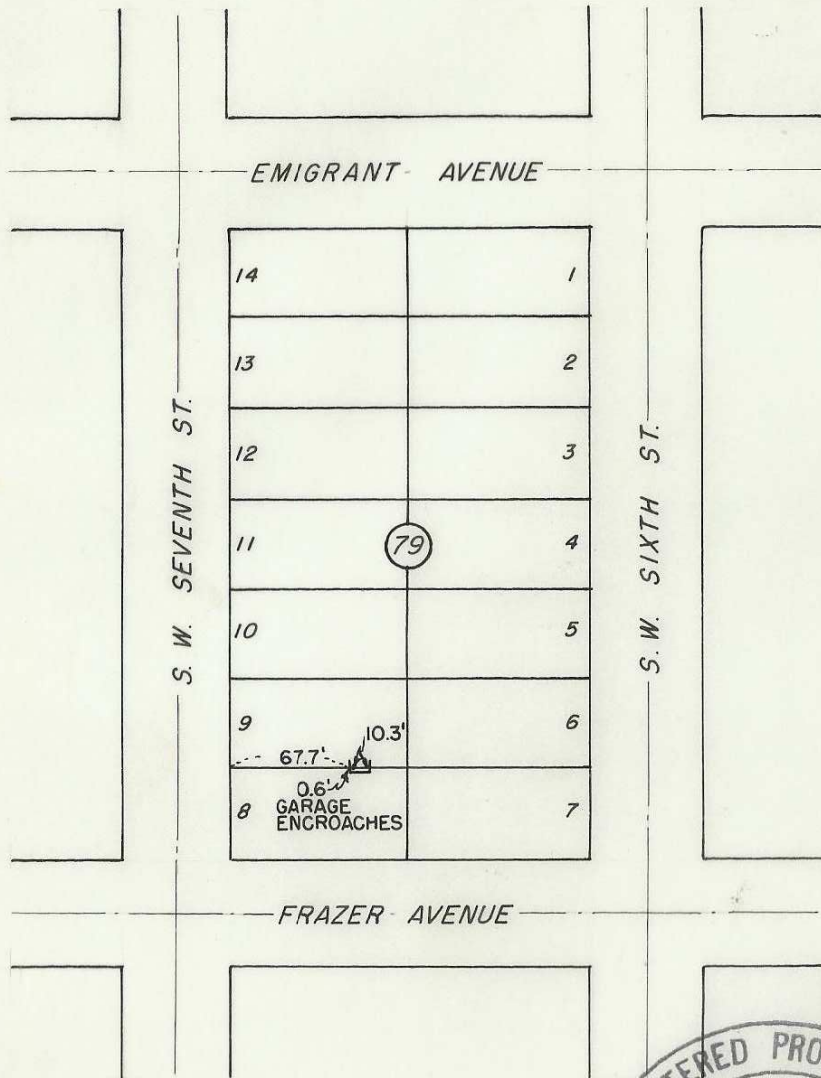 EMIGRANT AVENUE
14
1
13
2
12
3
S. W. SEVENTH ST.
S. W. SIXTH ST.
11
79
4
10
5
9
10.3'
6
67.7'
0.6'
8
GARAGE
ENCROACHES
7
FRAZER AVENUE
PRO